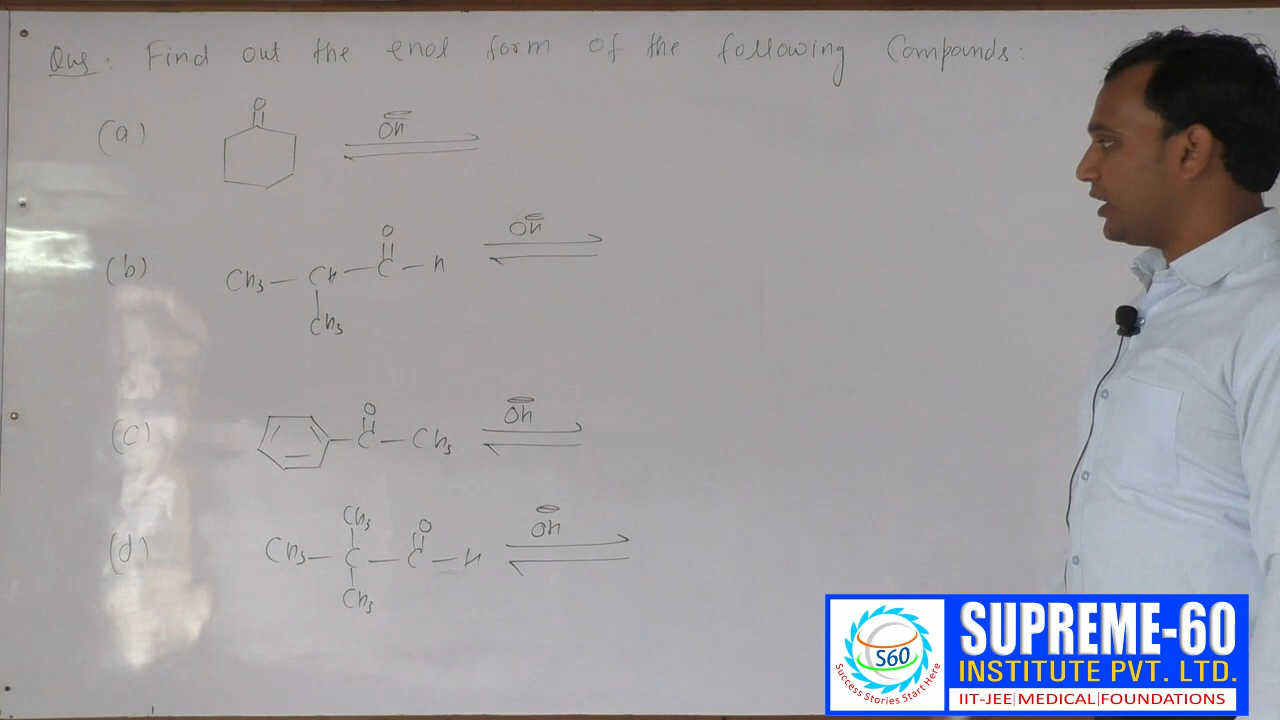 Ques: Find out the enol form of the following Compounds:
(a)
O
OH
(b)
O
CH3 — CH — C — H
CH3
OH
(c)
O
C — CH3
OH
(d)
CH3
O
CH3 — C — C — H
CH3
OH
S60
Success Stories Start Here
SUPREME-60
INSTITUTE PVT. LTD.
IIT-JEE|MEDICAL|FOUNDATIONS